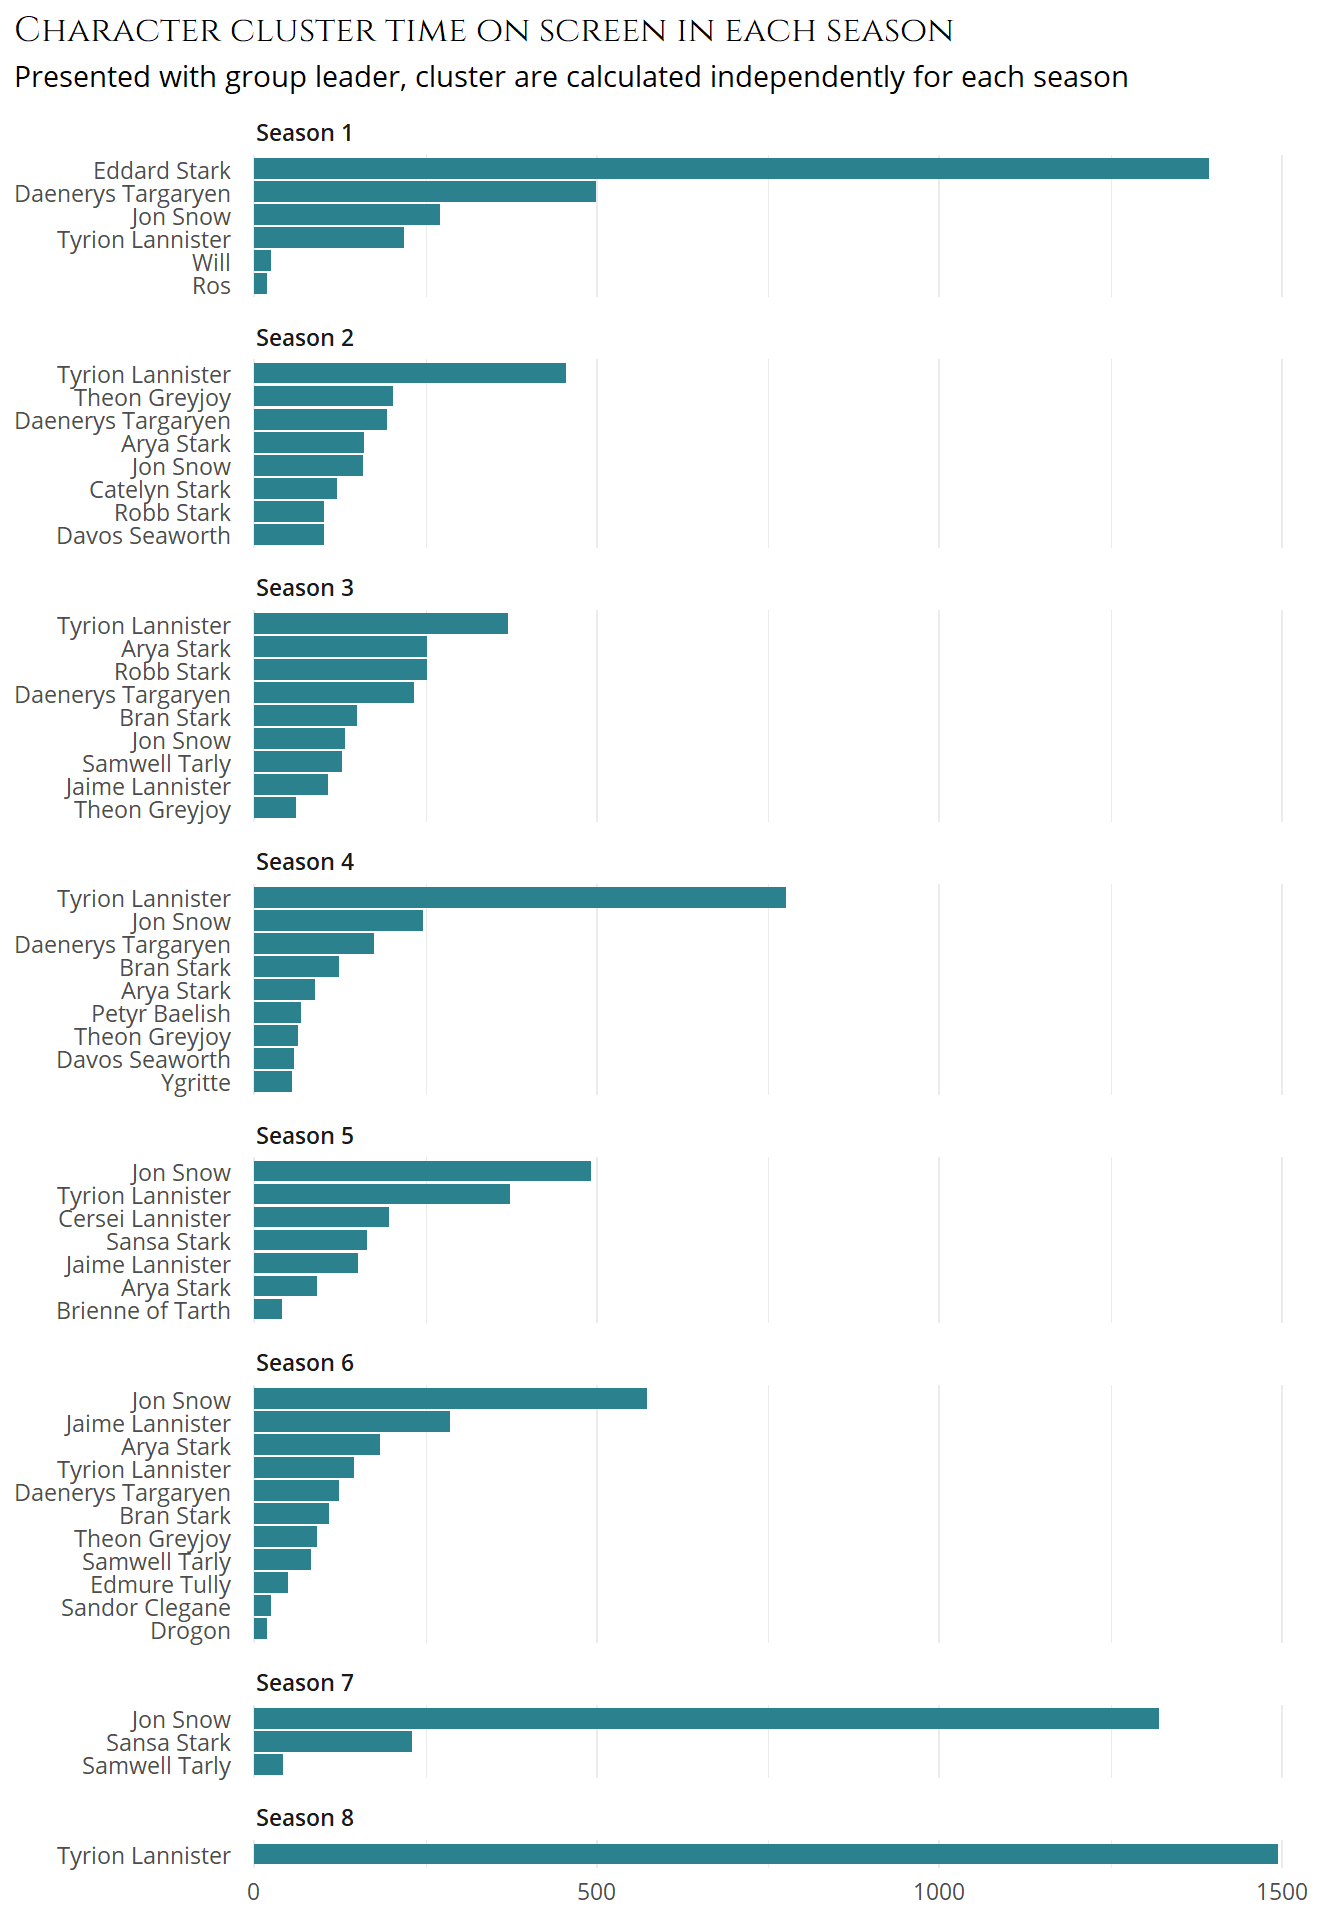 Character cluster time on screen in each season
Presented with group leader, cluster are calculated independently for each season
Season 1
Eddard Stark
Daenerys Targaryen
Jon Snow
Tyrion Lannister
Will
Ros
Season 2
Tyrion Lannister
Theon Greyjoy
Daenerys Targaryen
Arya Stark
Jon Snow
Catelyn Stark
Robb Stark
Davos Seaworth
Season 3
Tyrion Lannister
Arya Stark
Robb Stark
Daenerys Targaryen
Bran Stark
Jon Snow
Samwell Tarly
Jaime Lannister
Theon Greyjoy
Season 4
Tyrion Lannister
Jon Snow
Daenerys Targaryen
Bran Stark
Arya Stark
Petyr Baelish
Theon Greyjoy
Davos Seaworth
Ygritte
Season 5
Jon Snow
Tyrion Lannister
Cersei Lannister
Sansa Stark
Jaime Lannister
Arya Stark
Brienne of Tarth
Season 6
Jon Snow
Jaime Lannister
Arya Stark
Tyrion Lannister
Daenerys Targaryen
Bran Stark
Theon Greyjoy
Samwell Tarly
Edmure Tully
Sandor Clegane
Drogon
Season 7
Jon Snow
Sansa Stark
Samwell Tarly
Season 8
Tyrion Lannister
0 500 1000 1500